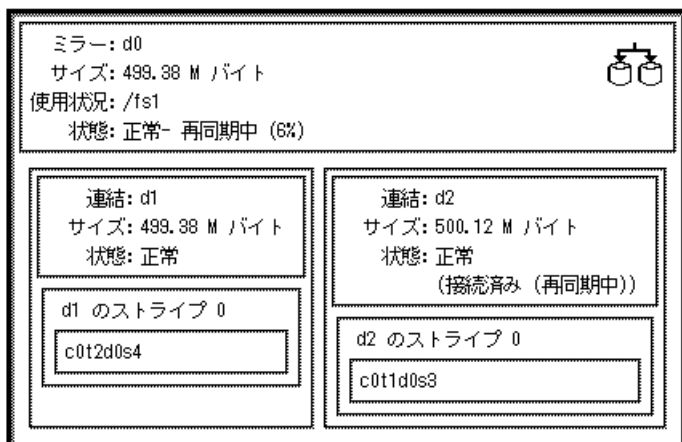 ミラー: d0
サイズ: 499.38 M バイト
使用状況: /fs1
状態: 正常- 再同期中 (6%)
連結: d1
サイズ: 499.38 M バイト
状態: 正常
d1 のストライプ 0
c0t2d0s4
連結: d2
サイズ: 500.12 M バイト
状態: 正常
(接続済み (再同期中))
d2 のストライプ 0
c0t1d0s3